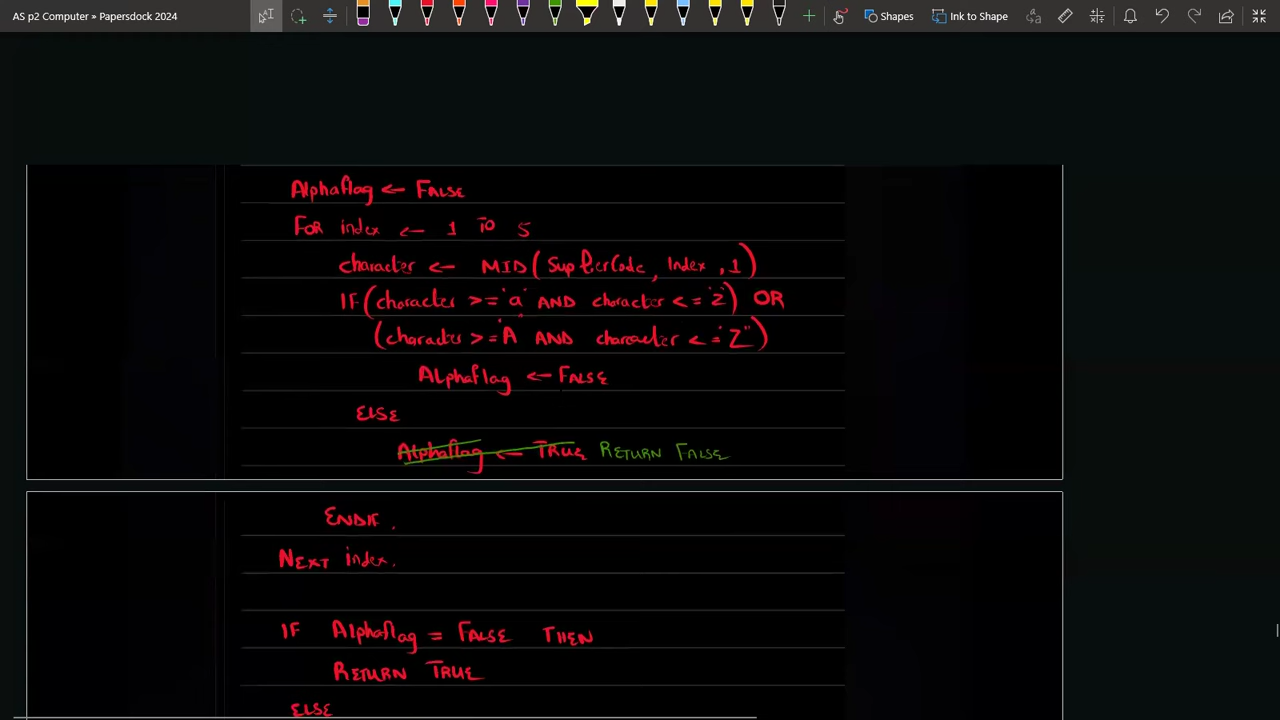 AS p2 Computer » Papersdock 2024
Shapes
Ink to Shape
Alphaflag ← FALSE
FOR index ← 1 TO 5
character ← MID( SupplierCode, Index, 1)
IF (character >= 'a' AND character <= 'z') OR
(character >= 'A' AND character <= 'Z")
Alphaflag ← FALSE
ELSE
Alphaflag ← TRUE RETURN FALSE
ENDIF.
NEXT index.
IF Alphaflag = FALSE THEN
RETURN TRUE
ELSE